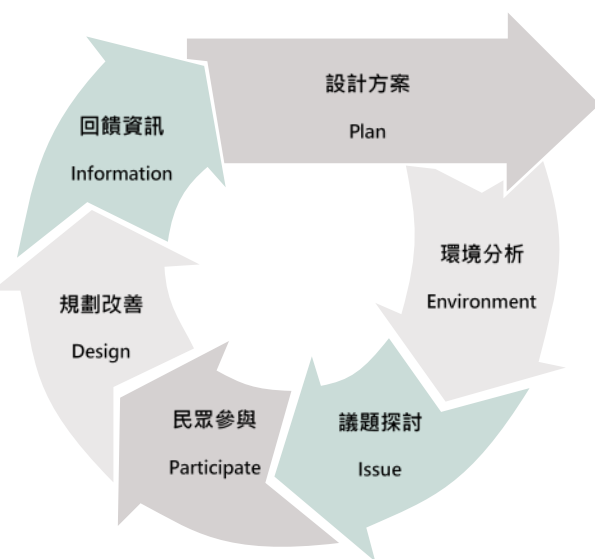 設計方案
Plan
環境分析
Environment
議題探討
Issue
民眾參與
Participate
規劃改善
Design
回饋資訊
Information